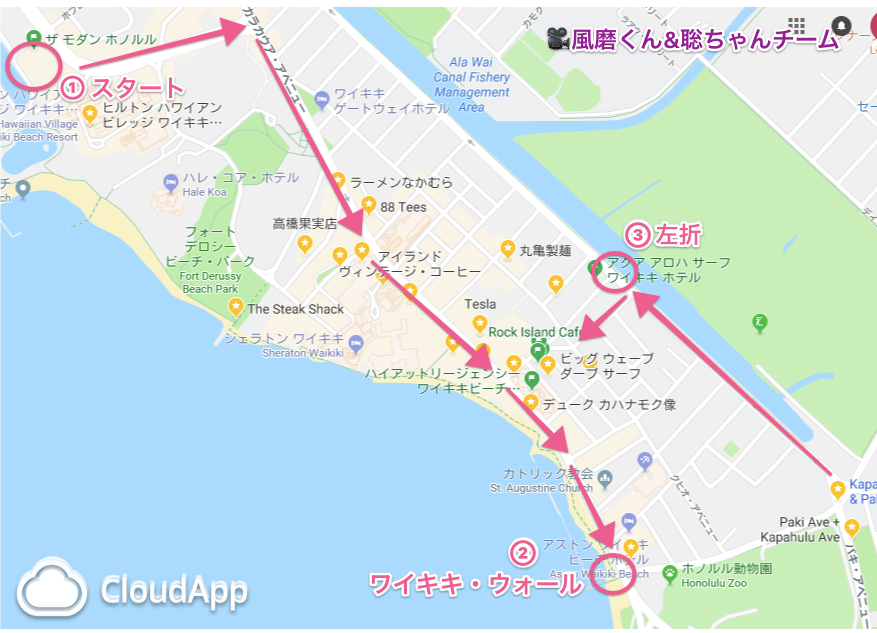 ザ モダン ホノルル
カラカウア・アベニュー
風磨くん&聡ちゃんチーム
① スタート
ヒルトン ハワイアン
ビレッジ ワイキキ…
Hawaiian Village
iki Beach Resort
Ala Wai
Canal Fishery
Management
Area
ワイキキ
ゲートウェイホテル
ハレ・コア・ホテル
Hale Koa
ラーメンなかむら
88 Tees
高橋果実店
アイランド
ヴィンテージ・コーヒー
フォート
デロシー
ビーチ・パーク
Fort Derussy
Beach Park
丸亀製麺
③ 左折
アクア アロハ サーフ
ワイキキ ホテル
The Steak Shack
Tesla
Rock Island Cafe
シェラトン ワイキキ
Sheraton Waikiki
ビッグ ウェーブ
ダーブ サーフ
ハイアットリージェンシー
ワイキキビーチ…
デューク カハナモク像
カトリック教会
St. Augustine Church
クヒオ・アベニュー
Kapa
& Pa
Paki Ave +
Kapahulu Ave
パキ・アベニュー
②
ワイキキ・ウォール
アストン ワイキキ
ビーチ ホテル
Aston Waikiki Beach
ホノルル動物園
Honolulu Zoo
CloudApp